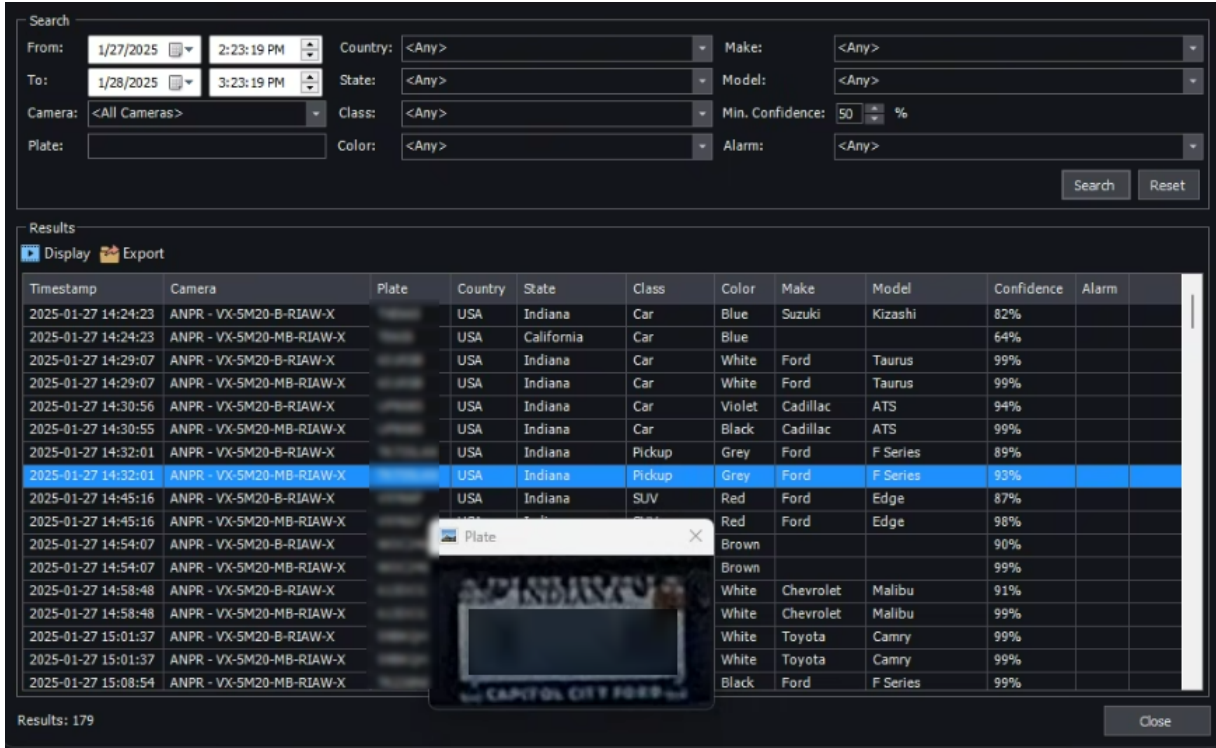 Search
From: 1/27/2025 2:23:19 PM Country: <Any> Make: <Any>
To: 1/28/2025 3:23:19 PM State: <Any> Model: <Any>
Camera: <All Cameras> Class: <Any> Min. Confidence: 50 %
Plate: Color: <Any> Alarm: <Any>
Search Reset
Results
Display Export
Timestamp Camera Plate Country State Class Color Make Model Confidence Alarm
2025-01-27 14:24:23 ANPR - VX-5M20-B-RIAW-X USA Indiana Car Blue Suzuki Kizashi 82%
2025-01-27 14:24:23 ANPR - VX-5M20-MB-RIAW-X USA California Car Blue 64%
2025-01-27 14:29:07 ANPR - VX-5M20-B-RIAW-X USA Indiana Car White Ford Taurus 99%
2025-01-27 14:29:07 ANPR - VX-5M20-MB-RIAW-X USA Indiana Car White Ford Taurus 99%
2025-01-27 14:30:56 ANPR - VX-5M20-B-RIAW-X USA Indiana Car Violet Cadillac ATS 94%
2025-01-27 14:30:55 ANPR - VX-5M20-MB-RIAW-X USA Indiana Car Black Cadillac ATS 99%
2025-01-27 14:32:01 ANPR - VX-5M20-B-RIAW-X USA Indiana Pickup Grey Ford F Series 89%
2025-01-27 14:32:01 ANPR - VX-5M20-MB-RIAW-X USA Indiana Pickup Grey Ford F Series 93%
2025-01-27 14:45:16 ANPR - VX-5M20-B-RIAW-X USA Indiana SUV Red Ford Edge 87%
2025-01-27 14:45:16 ANPR - VX-5M20-MB-RIAW-X Red Ford Edge 98%
2025-01-27 14:54:07 ANPR - VX-5M20-B-RIAW-X Brown 90%
2025-01-27 14:54:07 ANPR - VX-5M20-MB-RIAW-X Brown 99%
2025-01-27 14:58:48 ANPR - VX-5M20-B-RIAW-X White Chevrolet Malibu 91%
2025-01-27 14:58:48 ANPR - VX-5M20-MB-RIAW-X White Chevrolet Malibu 99%
2025-01-27 15:01:37 ANPR - VX-5M20-B-RIAW-X White Toyota Camry 99%
2025-01-27 15:01:37 ANPR - VX-5M20-MB-RIAW-X White Toyota Camry 99%
2025-01-27 15:08:54 ANPR - VX-5M20-MB-RIAW-X Black Ford F Series 99%
Plate
INDIANA
CAPITOL CITY FORD
Results: 179
Close